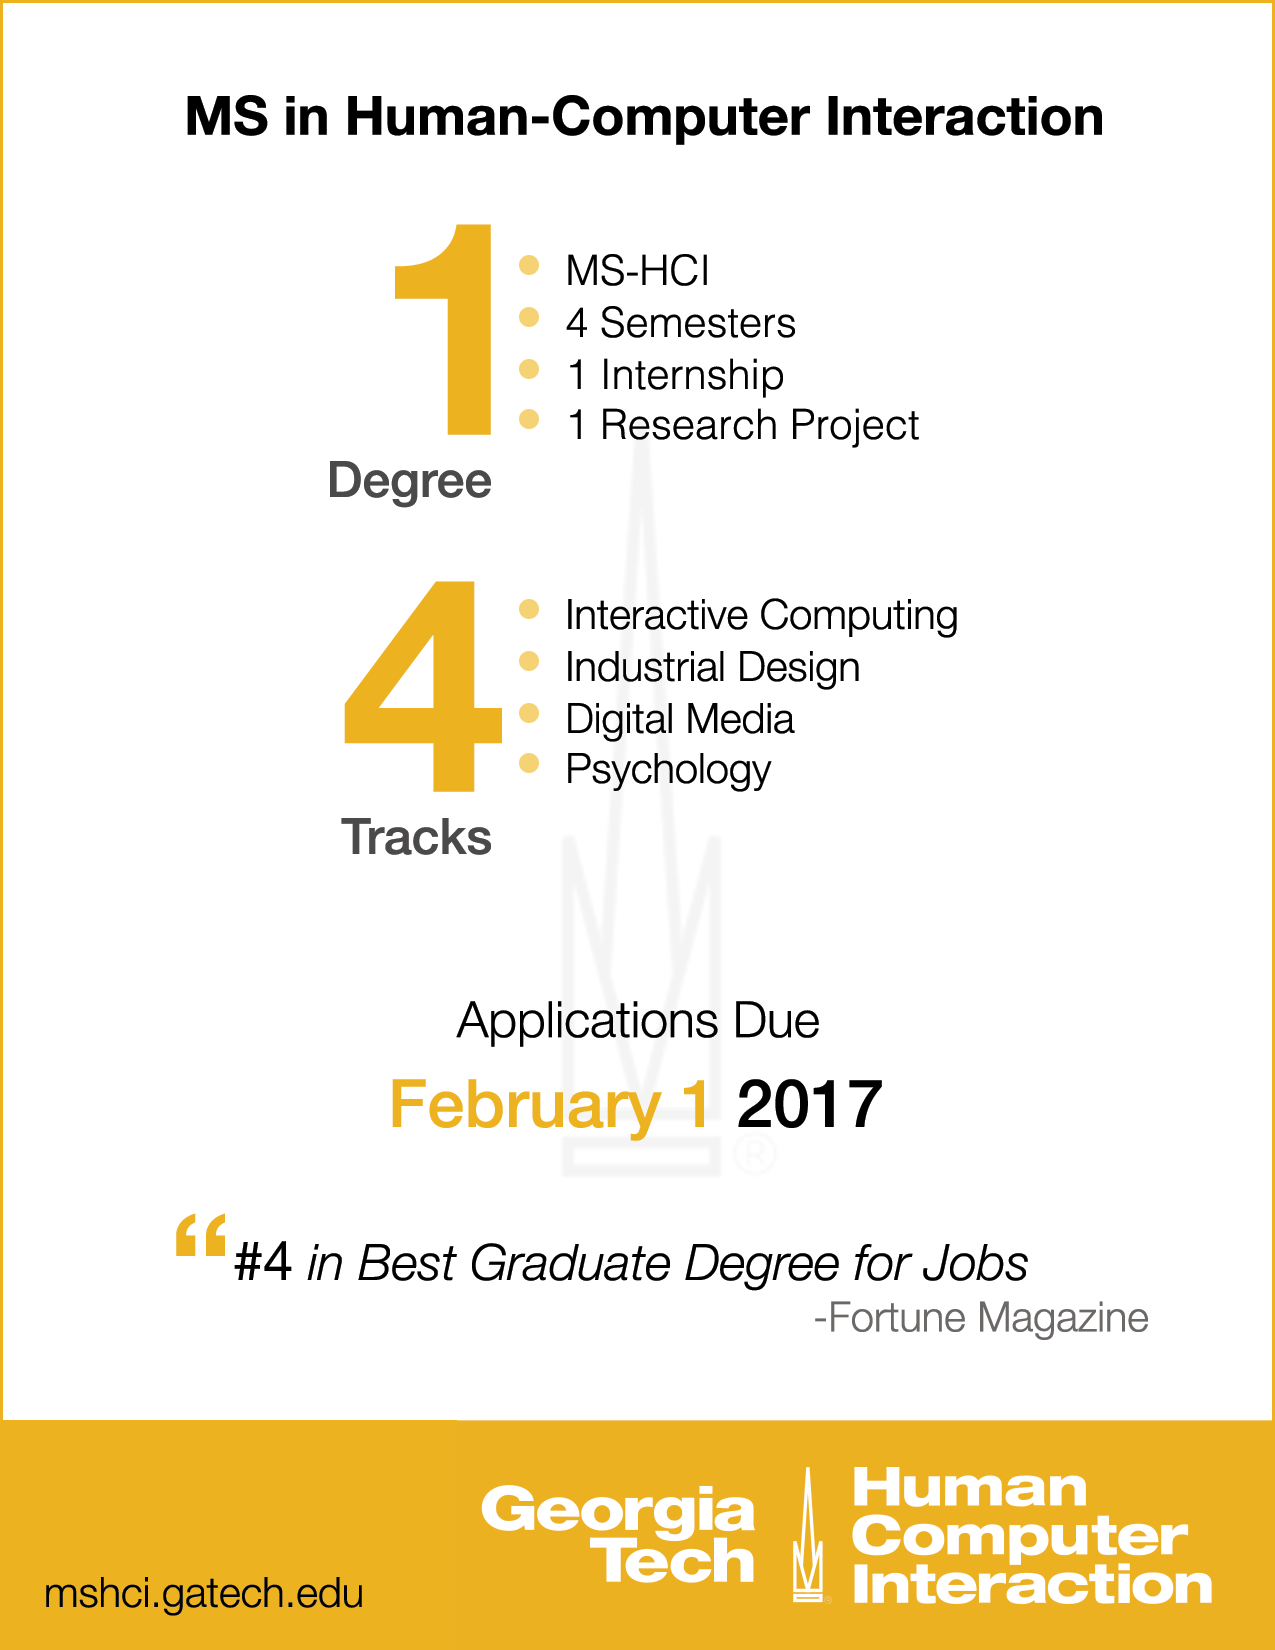 MS in Human-Computer Interaction
1
Degree
• MS-HCI
• 4 Semesters
• 1 Internship
• 1 Research Project
4
Tracks
• Interactive Computing
• Industrial Design
• Digital Media
• Psychology
Applications Due
February 1 2017
“#4 in Best Graduate Degree for Jobs
-Fortune Magazine
mshci.gatech.edu
Georgia
Tech
Human
Computer
Interaction
®